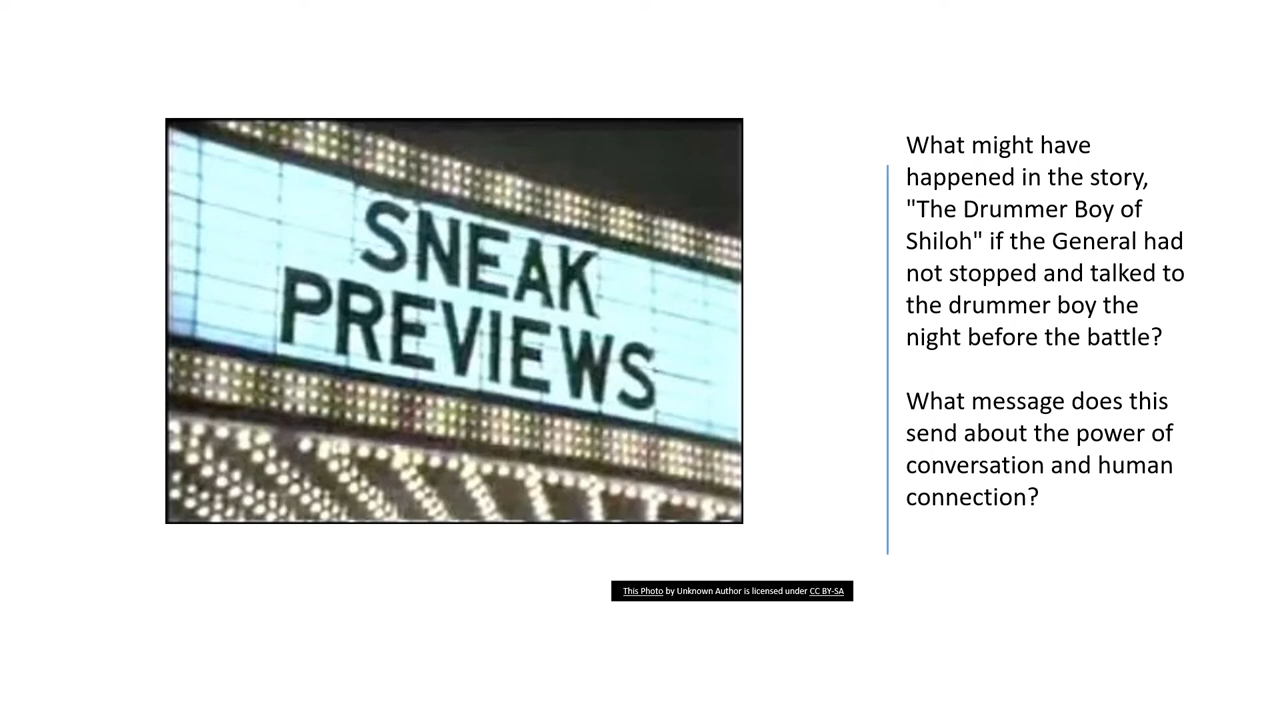 SNEAK
PREVIEWS
What might have
happened in the story,
"The Drummer Boy of
Shiloh" if the General had
not stopped and talked to
the drummer boy the
night before the battle?
What message does this
send about the power of
conversation and human
connection?
This Photo by Unknown Author is licensed under CC BY-SA